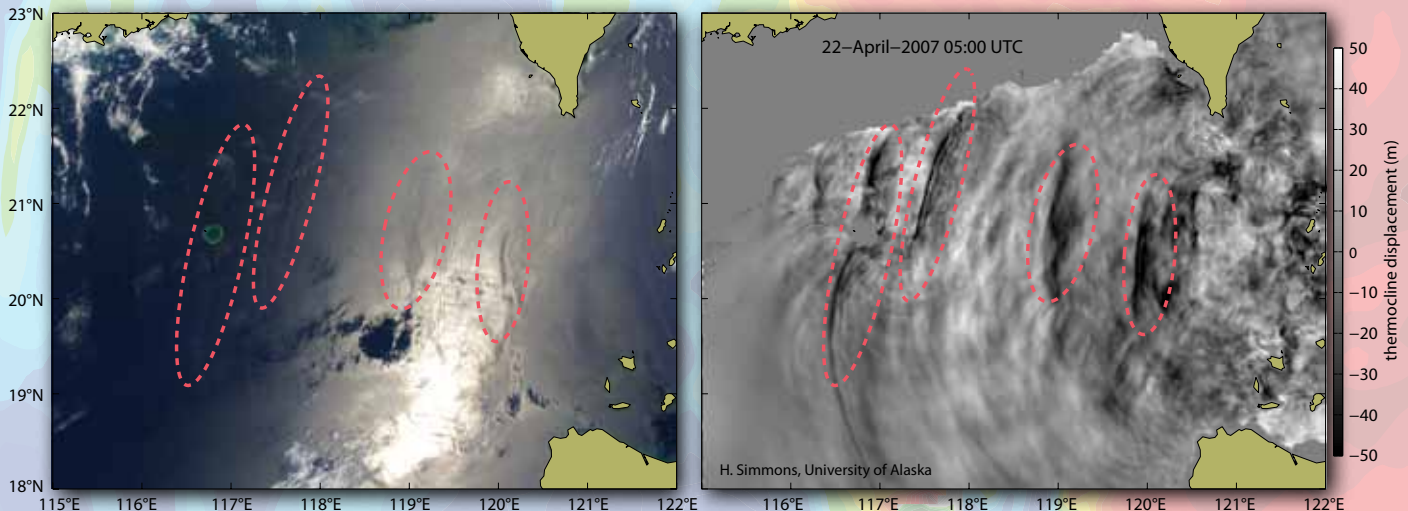 23°N
22°N
21°N
20°N
19°N
18°N
115°E 116°E 117°E 118°E 119°E 120°E 121°E 122°E
22–April–2007 05:00 UTC
H. Simmons, University of Alaska
116°E 117°E 118°E 119°E 120°E 121°E 122°E
50
40
30
20
10
0
−10
−20
−30
−40
−50
thermocline displacement (m)